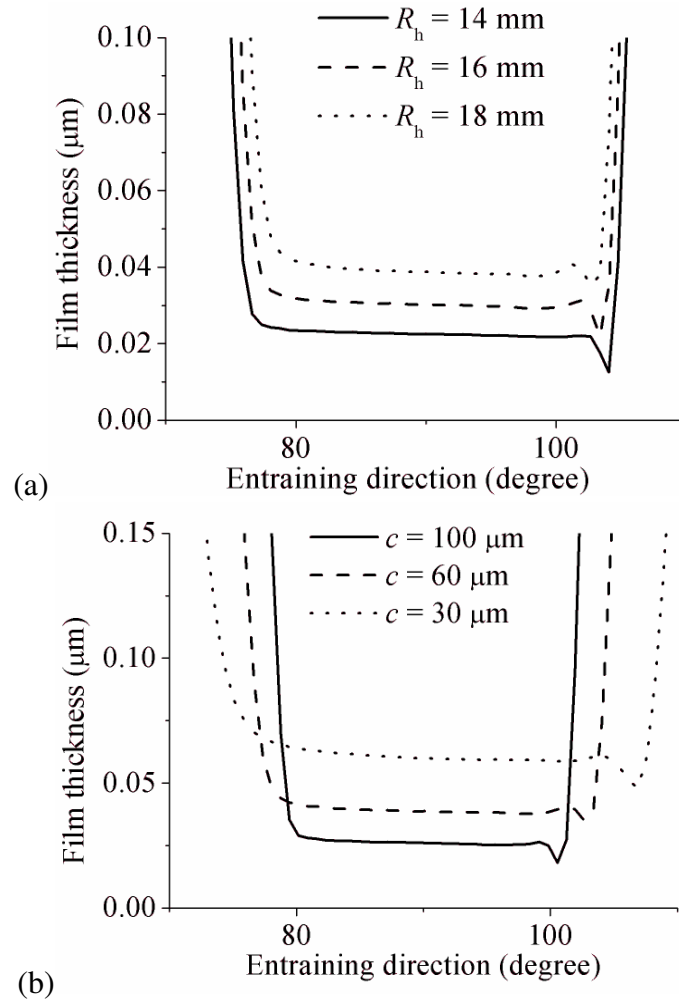 R_h = 14 mm
R_h = 16 mm
R_h = 18 mm
0.10
0.08
0.06
0.04
0.02
0.00
Film thickness (μm)
80
100
Entraining direction (degree)
(a)
c = 100 μm
c = 60 μm
c = 30 μm
0.15
0.10
0.05
0.00
Film thickness (μm)
80
100
Entraining direction (degree)
(b)